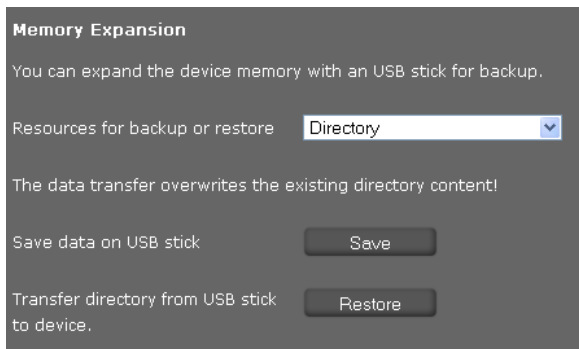 Memory Expansion
You can expand the device memory with an USB stick for backup.
Resources for backup or restore Directory
The data transfer overwrites the existing directory content!
Save data on USB stick Save
Transfer directory from USB stick
to device. Restore